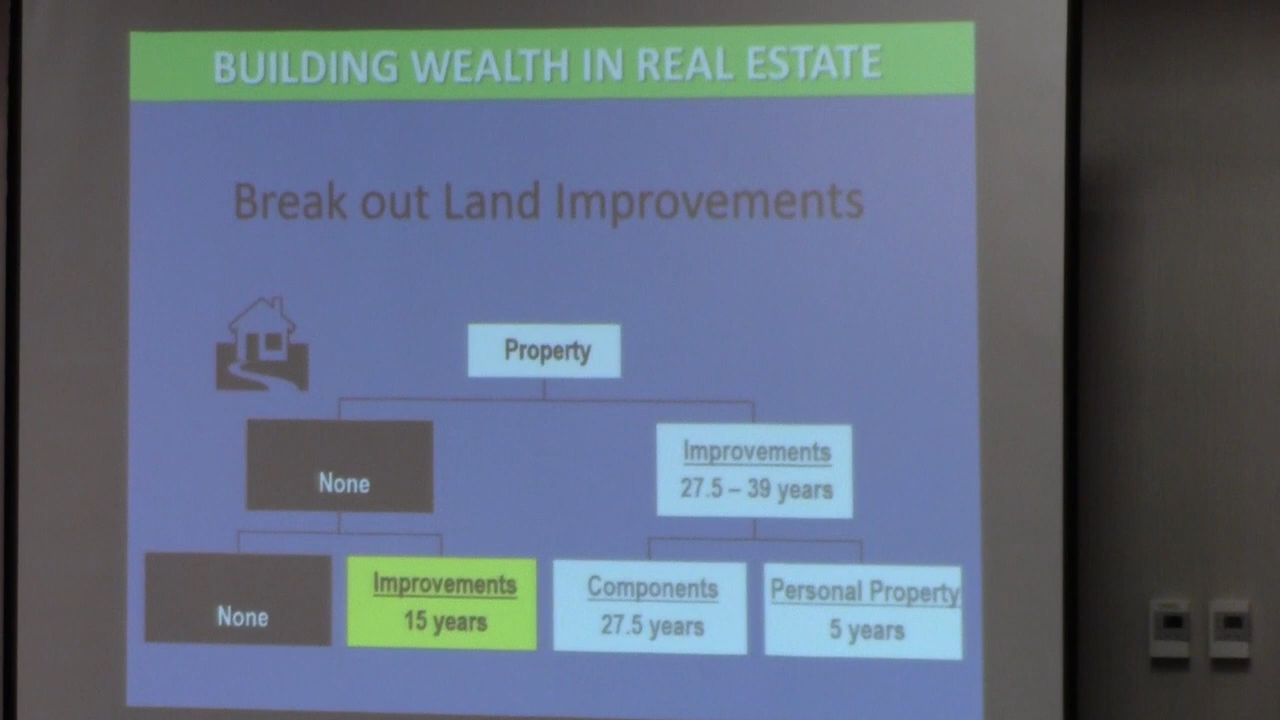 BUILDING WEALTH IN REAL ESTATE
Break out Land Improvements
Property
None
Improvements
27.5 – 39 years
None
Improvements
15 years
Components
27.5 years
Personal Property
5 years